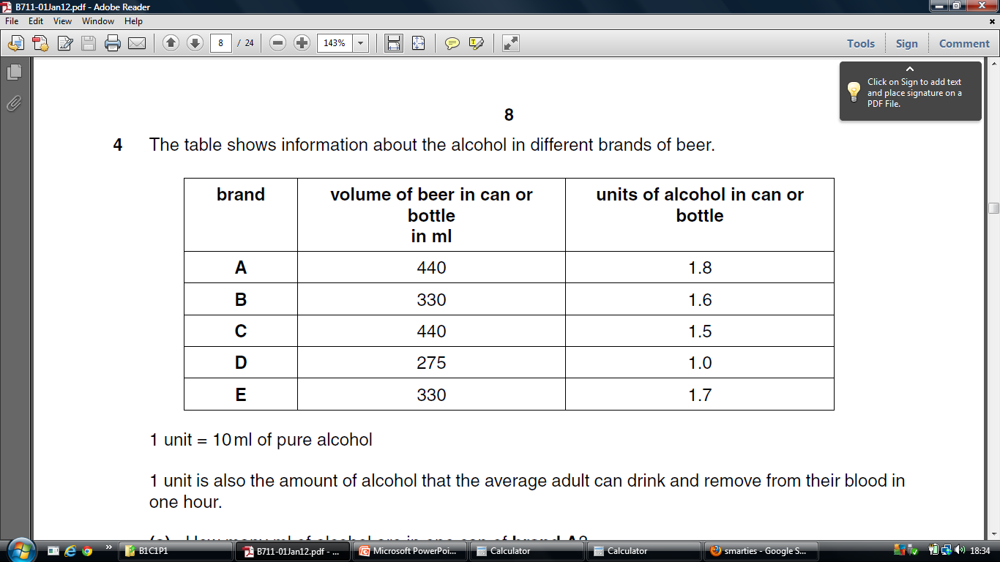 B711-01Jan12.pdf - Adobe Reader
File Edit View Window Help
8 / 24 143% Tools Sign Comment
Click on Sign to add text
and place signature on a
PDF File.
8
4 The table shows information about the alcohol in different brands of beer.
brand volume of beer in can or units of alcohol in can or
bottle bottle
in ml
A 440 1.8
B 330 1.6
C 440 1.5
D 275 1.0
E 330 1.7
1 unit = 10 ml of pure alcohol
1 unit is also the amount of alcohol that the average adult can drink and remove from their blood in
one hour.
(a) How many ml of alcohol are in one can of brand A?
B1C1P1 B711-01Jan12.pdf - ... Microsoft PowerPoi... Calculator Calculator smarties - Google S... 18:34